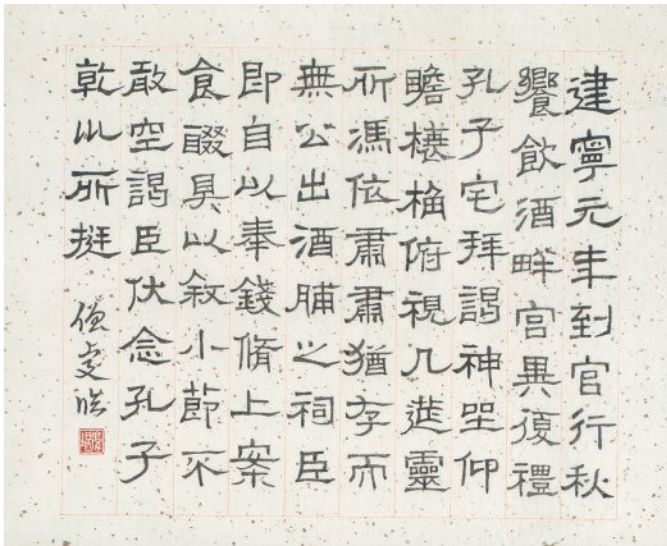 建寧元年到官行秋
饗飲酒畔宮異復禮
孔子宅拜謁神坐仰
瞻榱桷俯視几筵靈
所馮依肅肅猶存而
無公出酒脯之祠臣
即自以奉錢脩上案
食醊具以敘小節不
敢空謁臣伏念孔子
乾以所挺